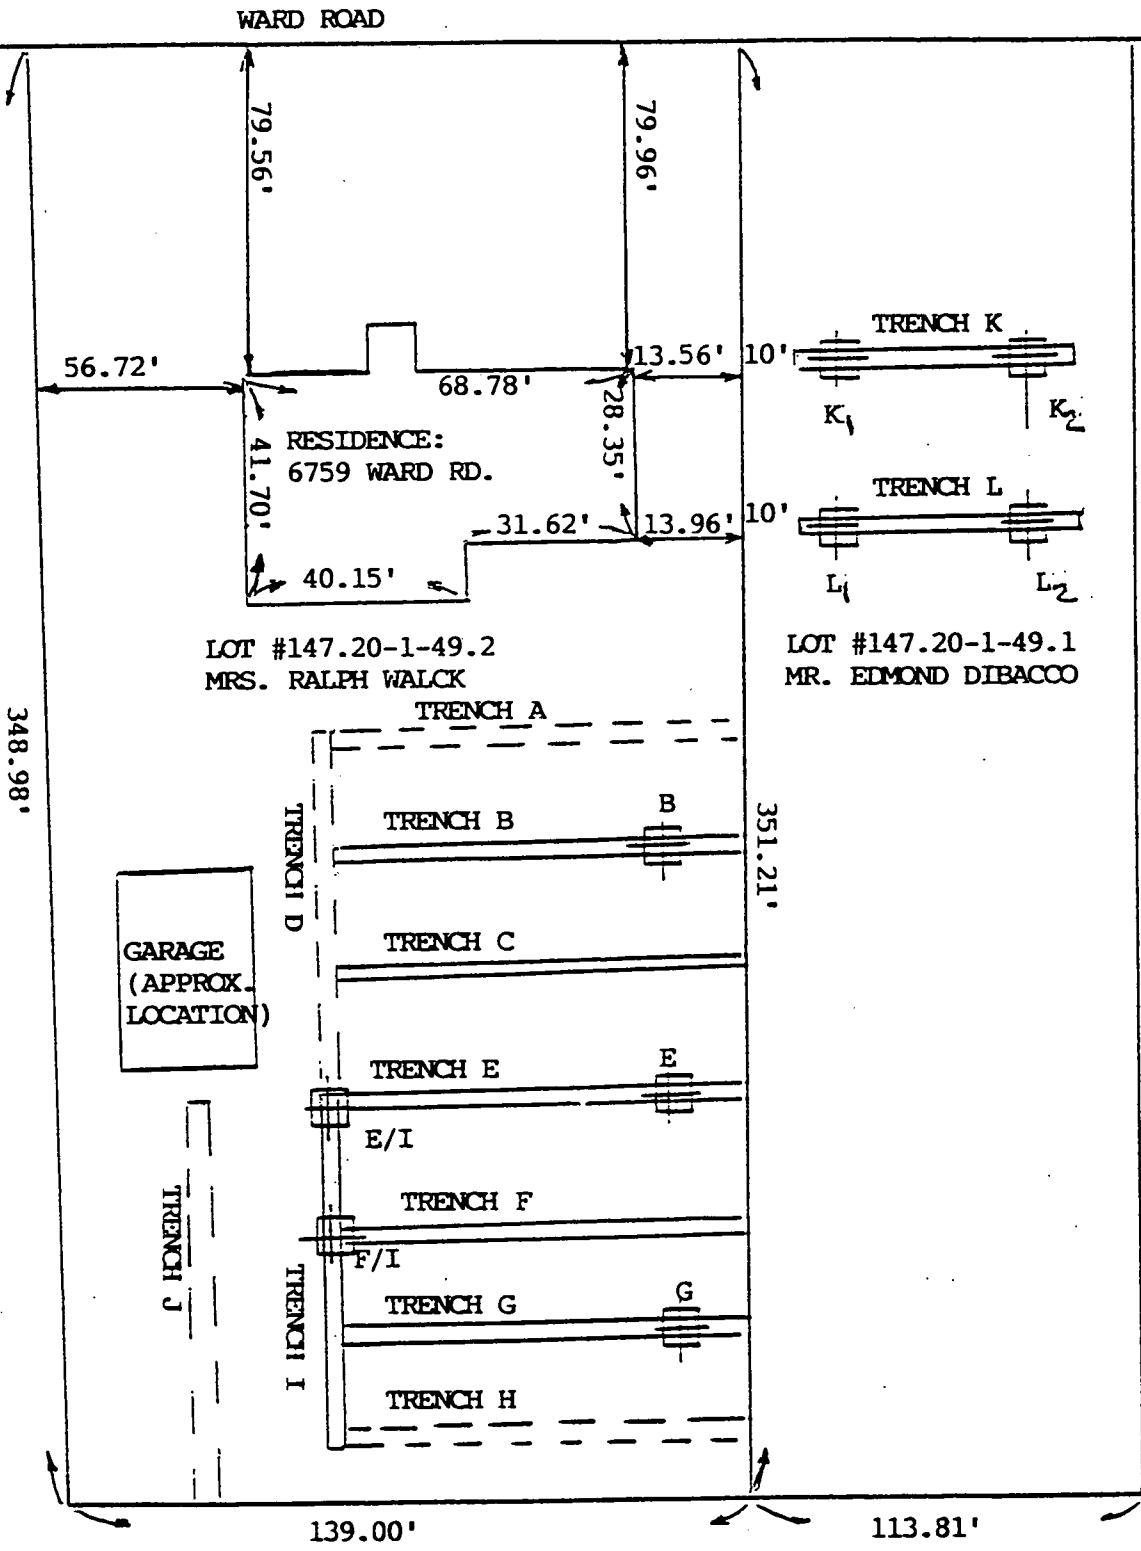 WARD ROAD
79.56'
79.96'
TRENCH K
56.72'
13.56'
10'
68.78'
K1
K2
28.35'
RESIDENCE:
6759 WARD RD.
41.70'
TRENCH L
31.62'
13.96'
10'
40.15'
L1
L2
LOT #147.20-1-49.2
MRS. RALPH WALCK
LOT #147.20-1-49.1
MR. EDMOND DIBACCO
348.98'
TRENCH A
TRENCH D
TRENCH B
B
351.21'
GARAGE
(APPROX.
LOCATION)
TRENCH C
TRENCH E
E
E/I
TRENCH J
TRENCH F
F/I
TRENCH I
TRENCH G
G
TRENCH H
139.00'
113.81'